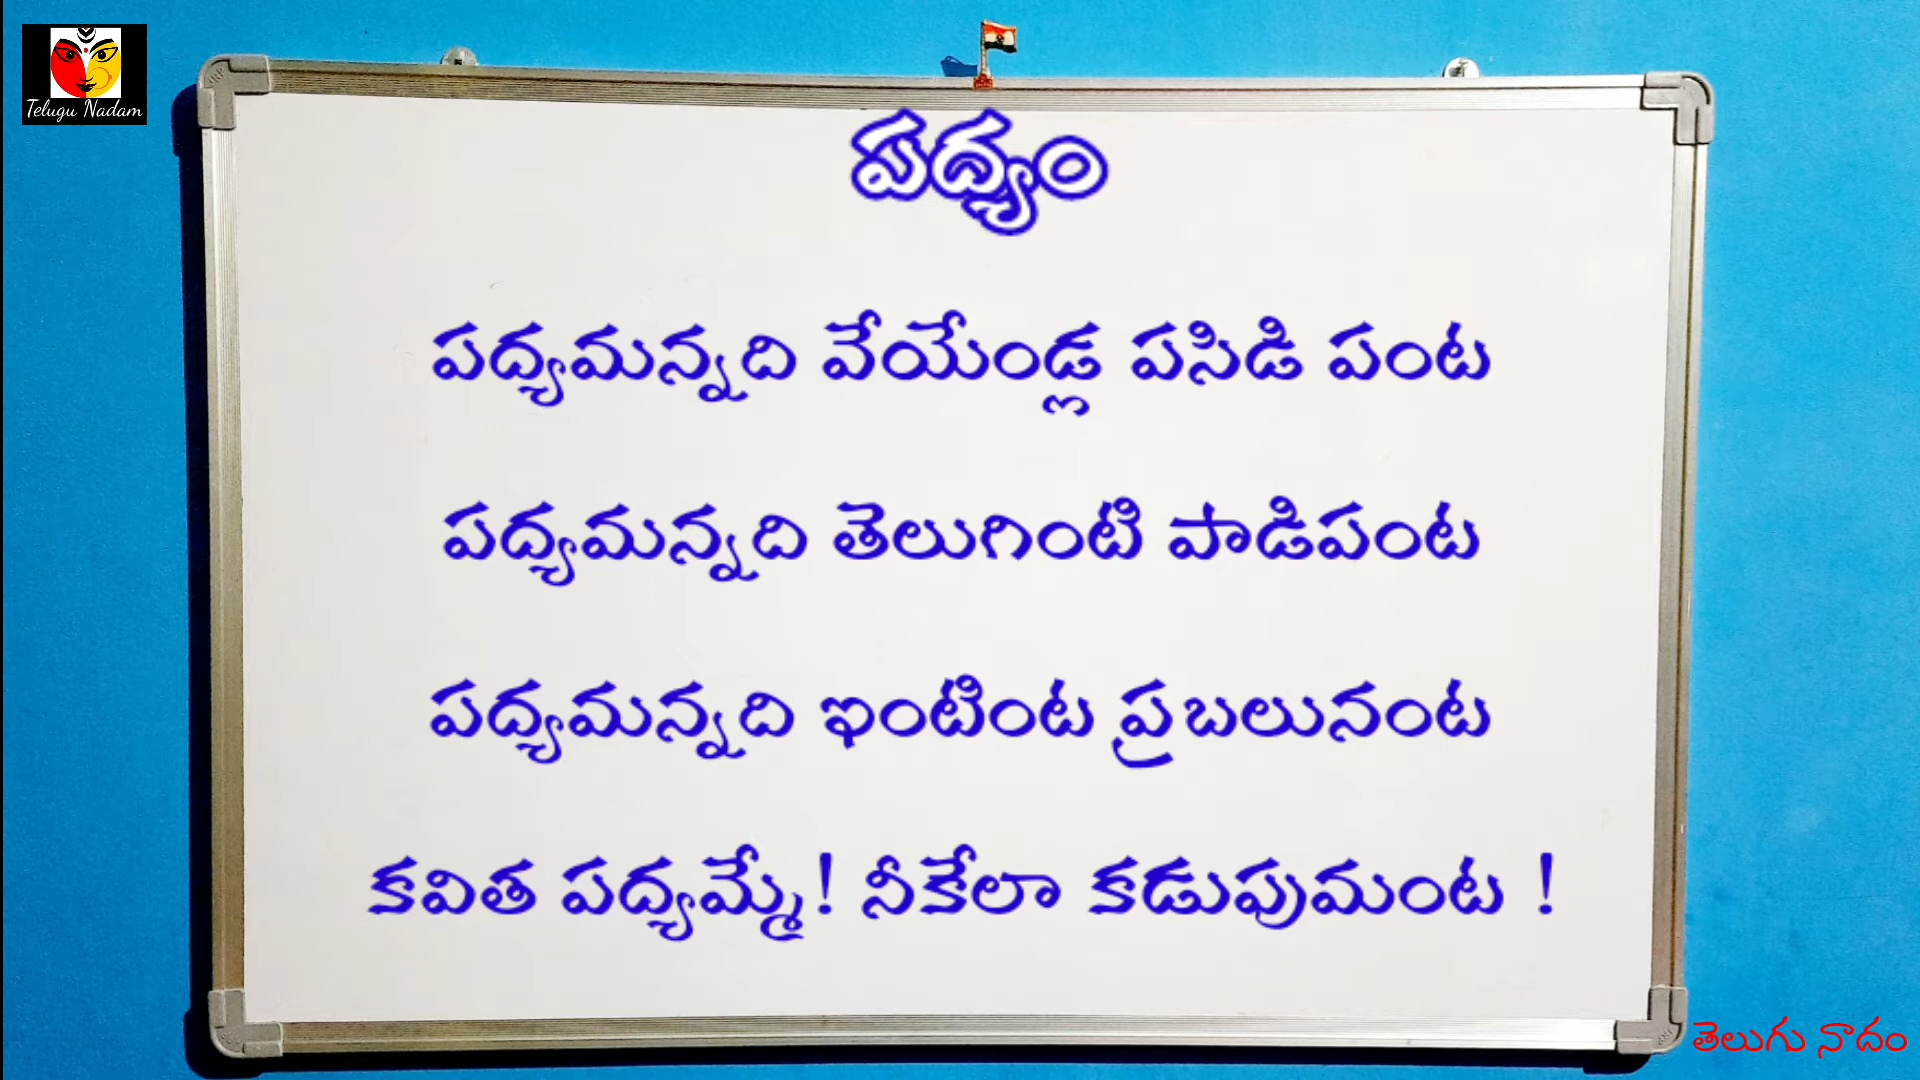 Telugu Nadam
పద్యం
పద్యమన్నది వేయేండ్ల పసిడి పంట
పద్యమన్నది తెలుగింటి పాడిపంట
పద్యమన్నది ఇంటింట ప్రబలునంట
కవిత పద్యమ్మే! నీకేలా కడుపుమంట !
తెలుగు నాదం